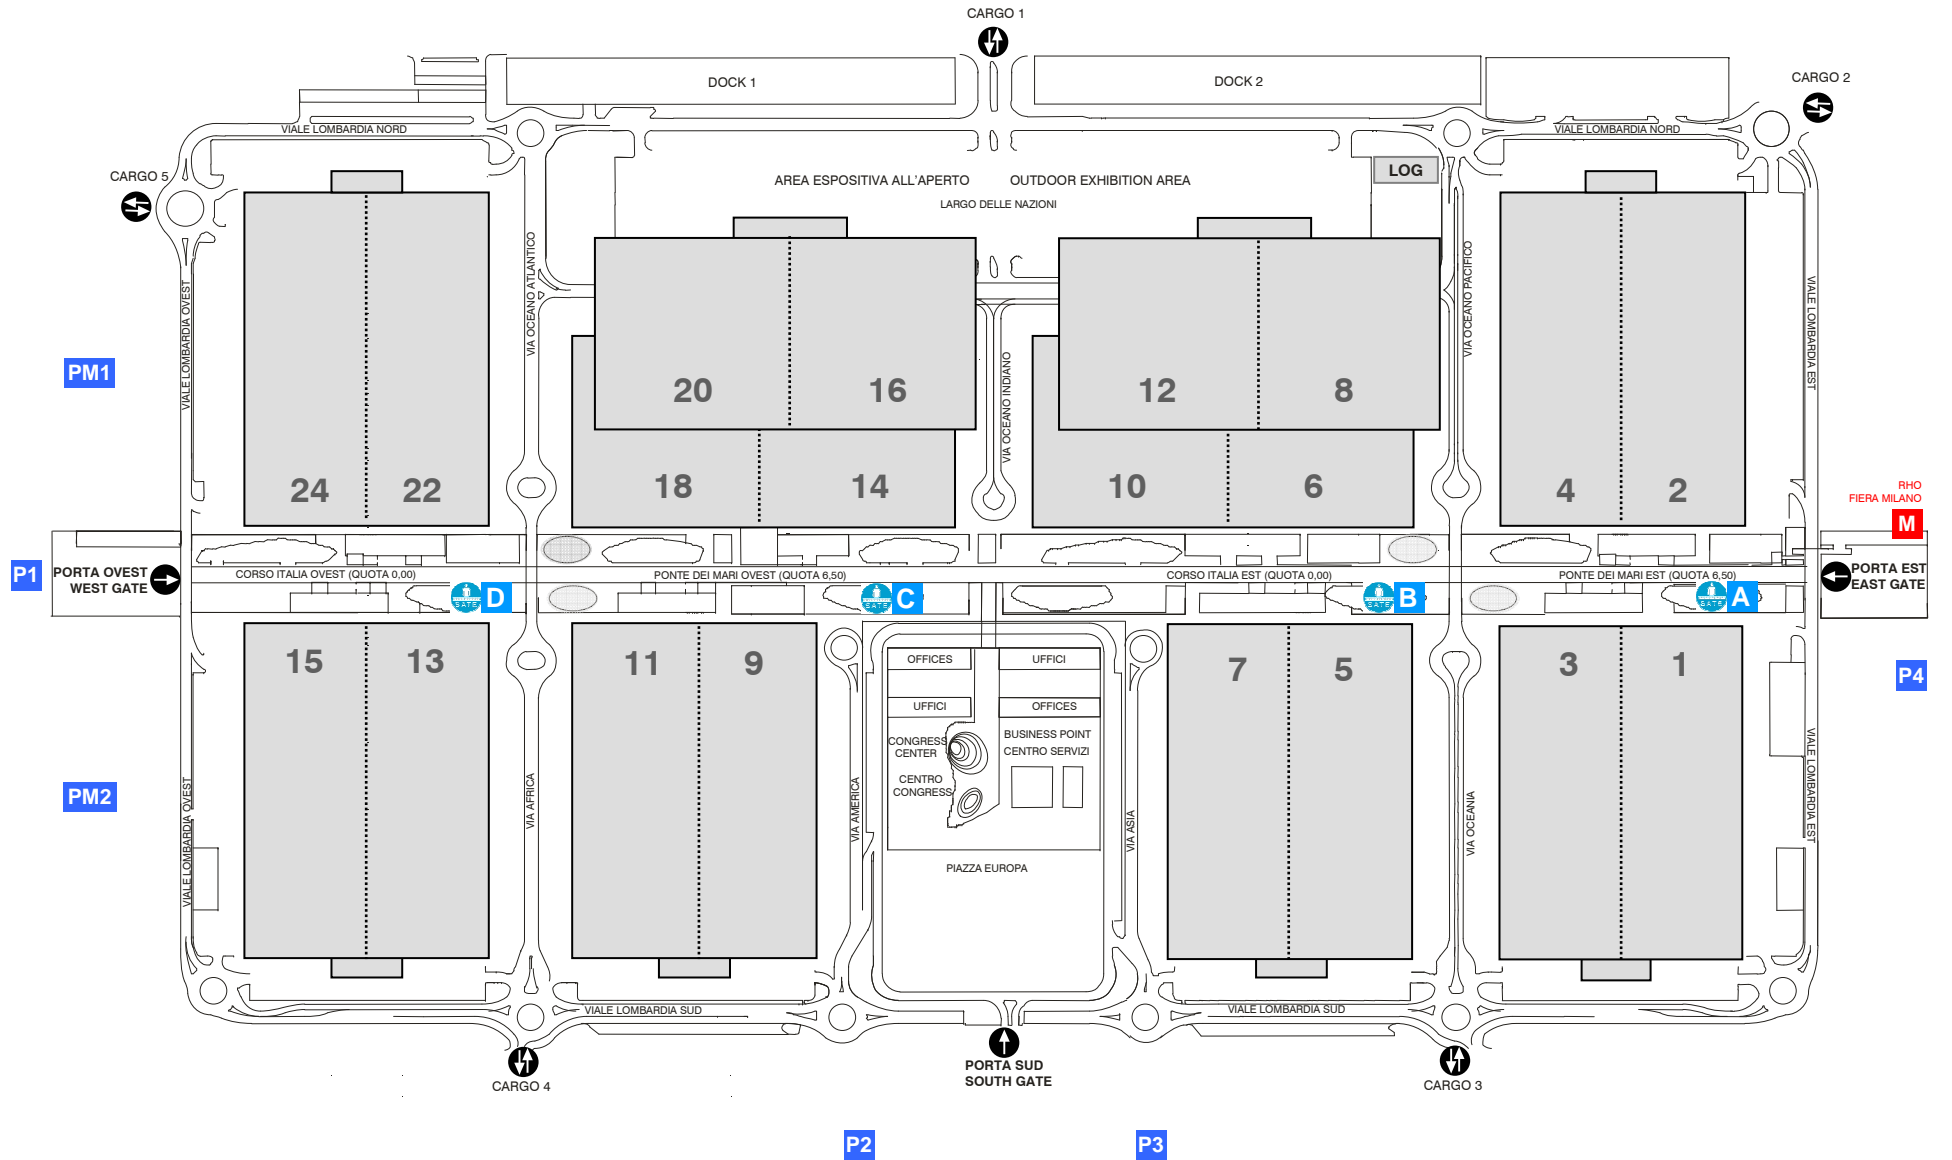 CARGO 1
DOCK 1
DOCK 2
CARGO 2
VIALE LOMBARDIA NORD
VIALE LOMBARDIA NORD
CARGO 5
LOG
AREA ESPOSITIVA ALL'APERTO
OUTDOOR EXHIBITION AREA
LARGO DELLE NAZIONI
VIALE LOMBARDIA OVEST
VIA OCEANO ATLANTICO
VIA OCEANO INDIANO
VIA OCEANO PACIFICO
VIALE LOMBARDIA EST
PM1
20
16
12
8
24
22
18
14
10
6
4
2
RHO
FIERA MILANO
M
P1
PORTA OVEST
WEST GATE
CORSO ITALIA OVEST (QUOTA 0,00)
PONTE DEI MARI OVEST (QUOTA 6,50)
CORSO ITALIA EST (QUOTA 0,00)
PONTE DEI MARI EST (QUOTA 6,50)
PORTA EST
EAST GATE
GATE
D
GATE
C
GATE
B
GATE
A
15
13
11
9
7
5
3
1
OFFICES
UFFICI
UFFICI
OFFICES
CONGRESS
CENTER
CENTRO
CONGRESS
BUSINESS POINT
CENTRO SERVIZI
PIAZZA EUROPA
P4
PM2
VIALE LOMBARDIA OVEST
VIA AFRICA
VIA AMERICA
VIA ASIA
VIA OCEANIA
VIALE LOMBARDIA EST
VIALE LOMBARDIA SUD
VIALE LOMBARDIA SUD
CARGO 4
PORTA SUD
SOUTH GATE
CARGO 3
P2
P3